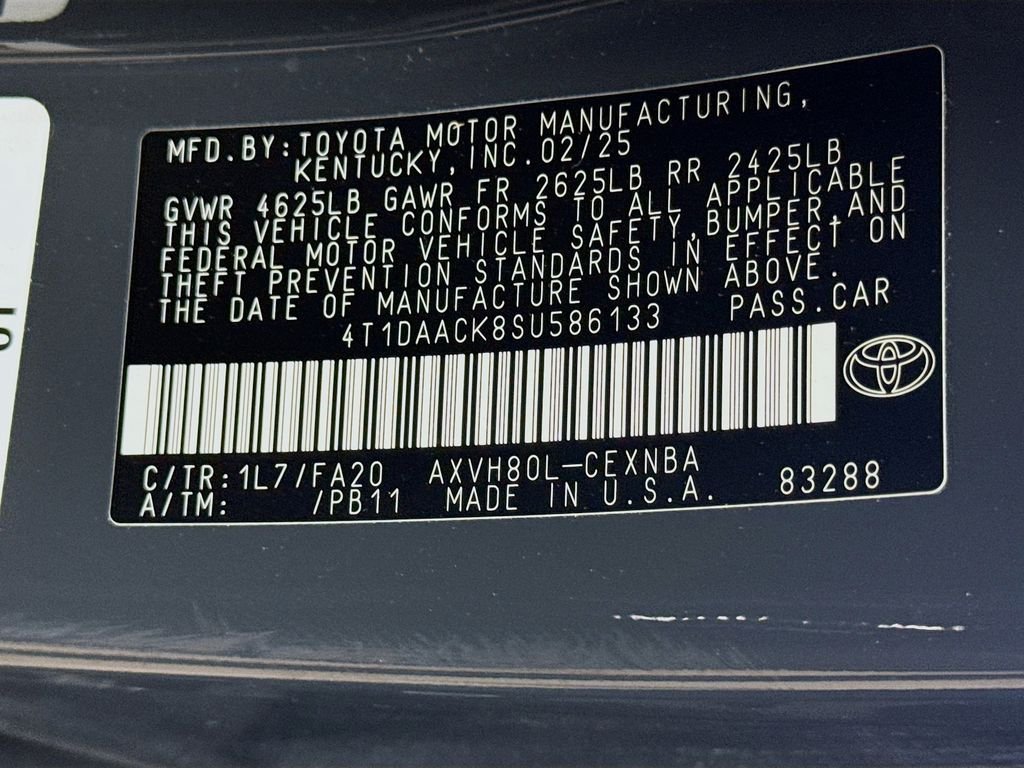 MFD.BY:TOYOTA MOTOR MANUFACTURING,
KENTUCKY,INC.02/25
GVWR 4625LB GAWR FR 2625LB RR 2425LB
THIS VEHICLE CONFORMS TO ALL APPLICABLE
FEDERAL MOTOR VEHICLE SAFETY,BUMPER,AND
THEFT PREVENTION STANDARDS IN EFFECT ON
THE DATE OF MANUFACTURE SHOWN ABOVE.
4T1DAACK8SU586133 PASS.CAR
C/TR:1L7/FA20 AXVH80L-CEXNBA
A/TM: /PB11 MADE IN U.S.A. 83288